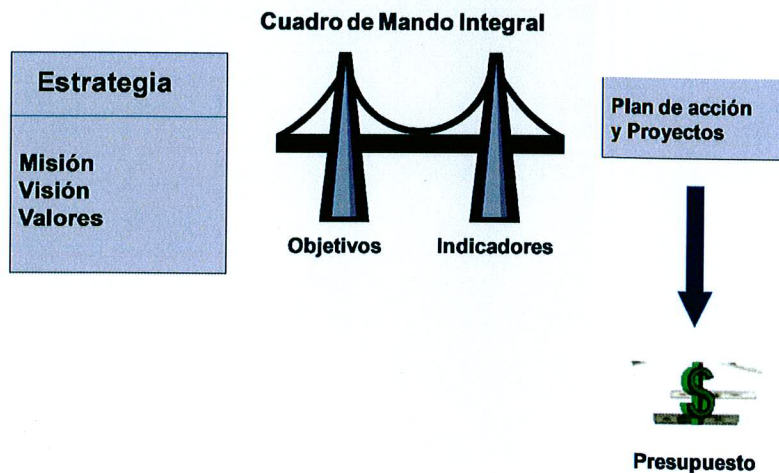 Cuadro de Mando Integral
Estrategia
Misión
Visión
Valores
Objetivos
Indicadores
Plan de acción
y Proyectos
$
Presupuesto